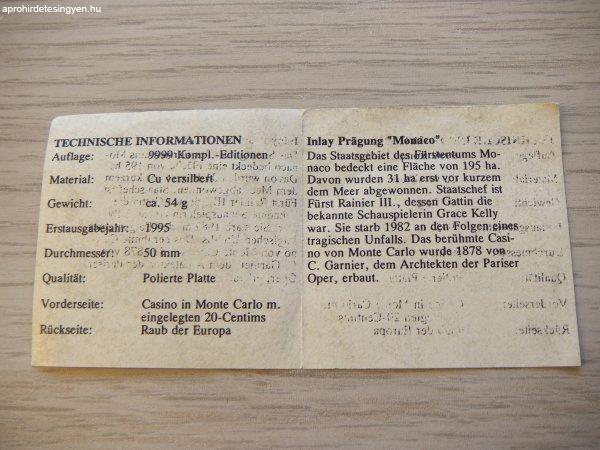 aprohirdetesingyen.hu
TECHNISCHE INFORMATIONEN
Auflage: 9999 Kompl.-Editionen
Material: Cu versilbert
Gewicht: ca. 54 g
Erstausgabejahr: 1995
Durchmesser: 50 mm
Qualität: Polierte Platte
Vorderseite: Casino in Monte Carlo m.
eingelegten 20-Centims
Rückseite: Raub der Europa
Inlay Prägung "Monaco"
Das Staatsgebiet des Fürstentums Mo-
naco bedeckt eine Fläche von 195 ha.
Davon wurden 31 ha erst vor kurzem
dem Meer abgewonnen. Staatschef ist
Fürst Rainier III., dessen Gattin die
bekannte Schauspielerin Grace Kelly
war. Sie starb 1982 an den Folgen eines
tragischen Unfalls. Das berühmte Casi-
no von Monte Carlo wurde 1878 von
C. Garnier, dem Architekten der Pariser
Oper, erbaut.